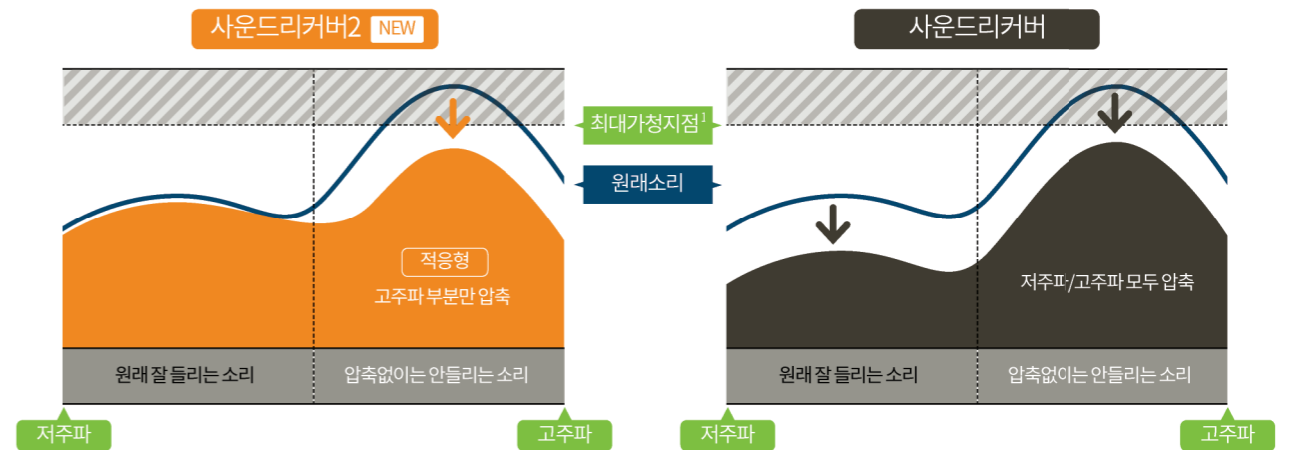 사운드리커버2 NEW
적응형
고주파 부분만 압축
원래 잘 들리는 소리
압축없이는 안들리는 소리
저주파
고주파
최대가청지점1
원래소리
사운드리커버
저주파/고주파 모두 압축
원래 잘 들리는 소리
압축없이는 안들리는 소리
저주파
고주파